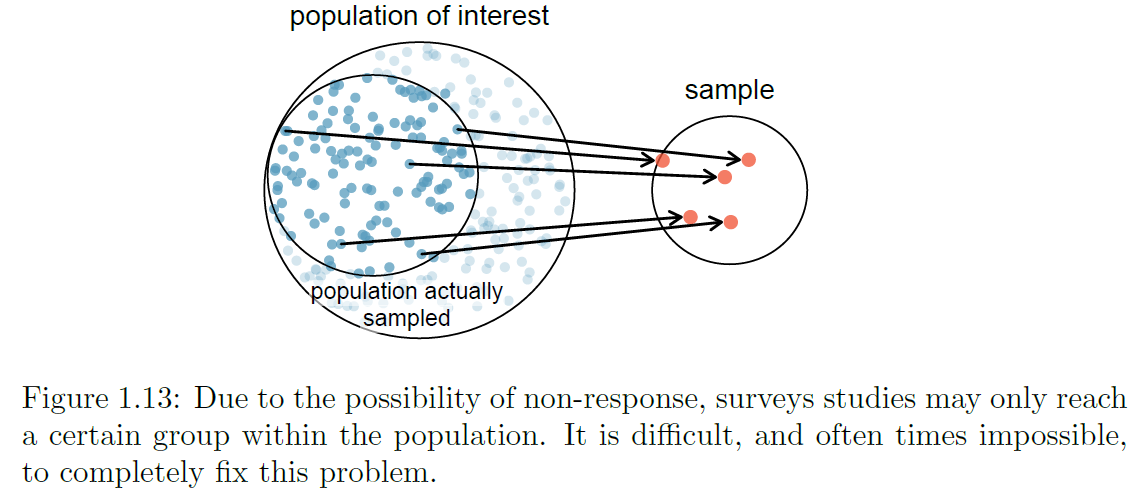 population of interest
sample
population actually
sampled
Figure 1.13: Due to the possibility of non-response, surveys studies may only reach
a certain group within the population. It is difficult, and often times impossible,
to completely fix this problem.